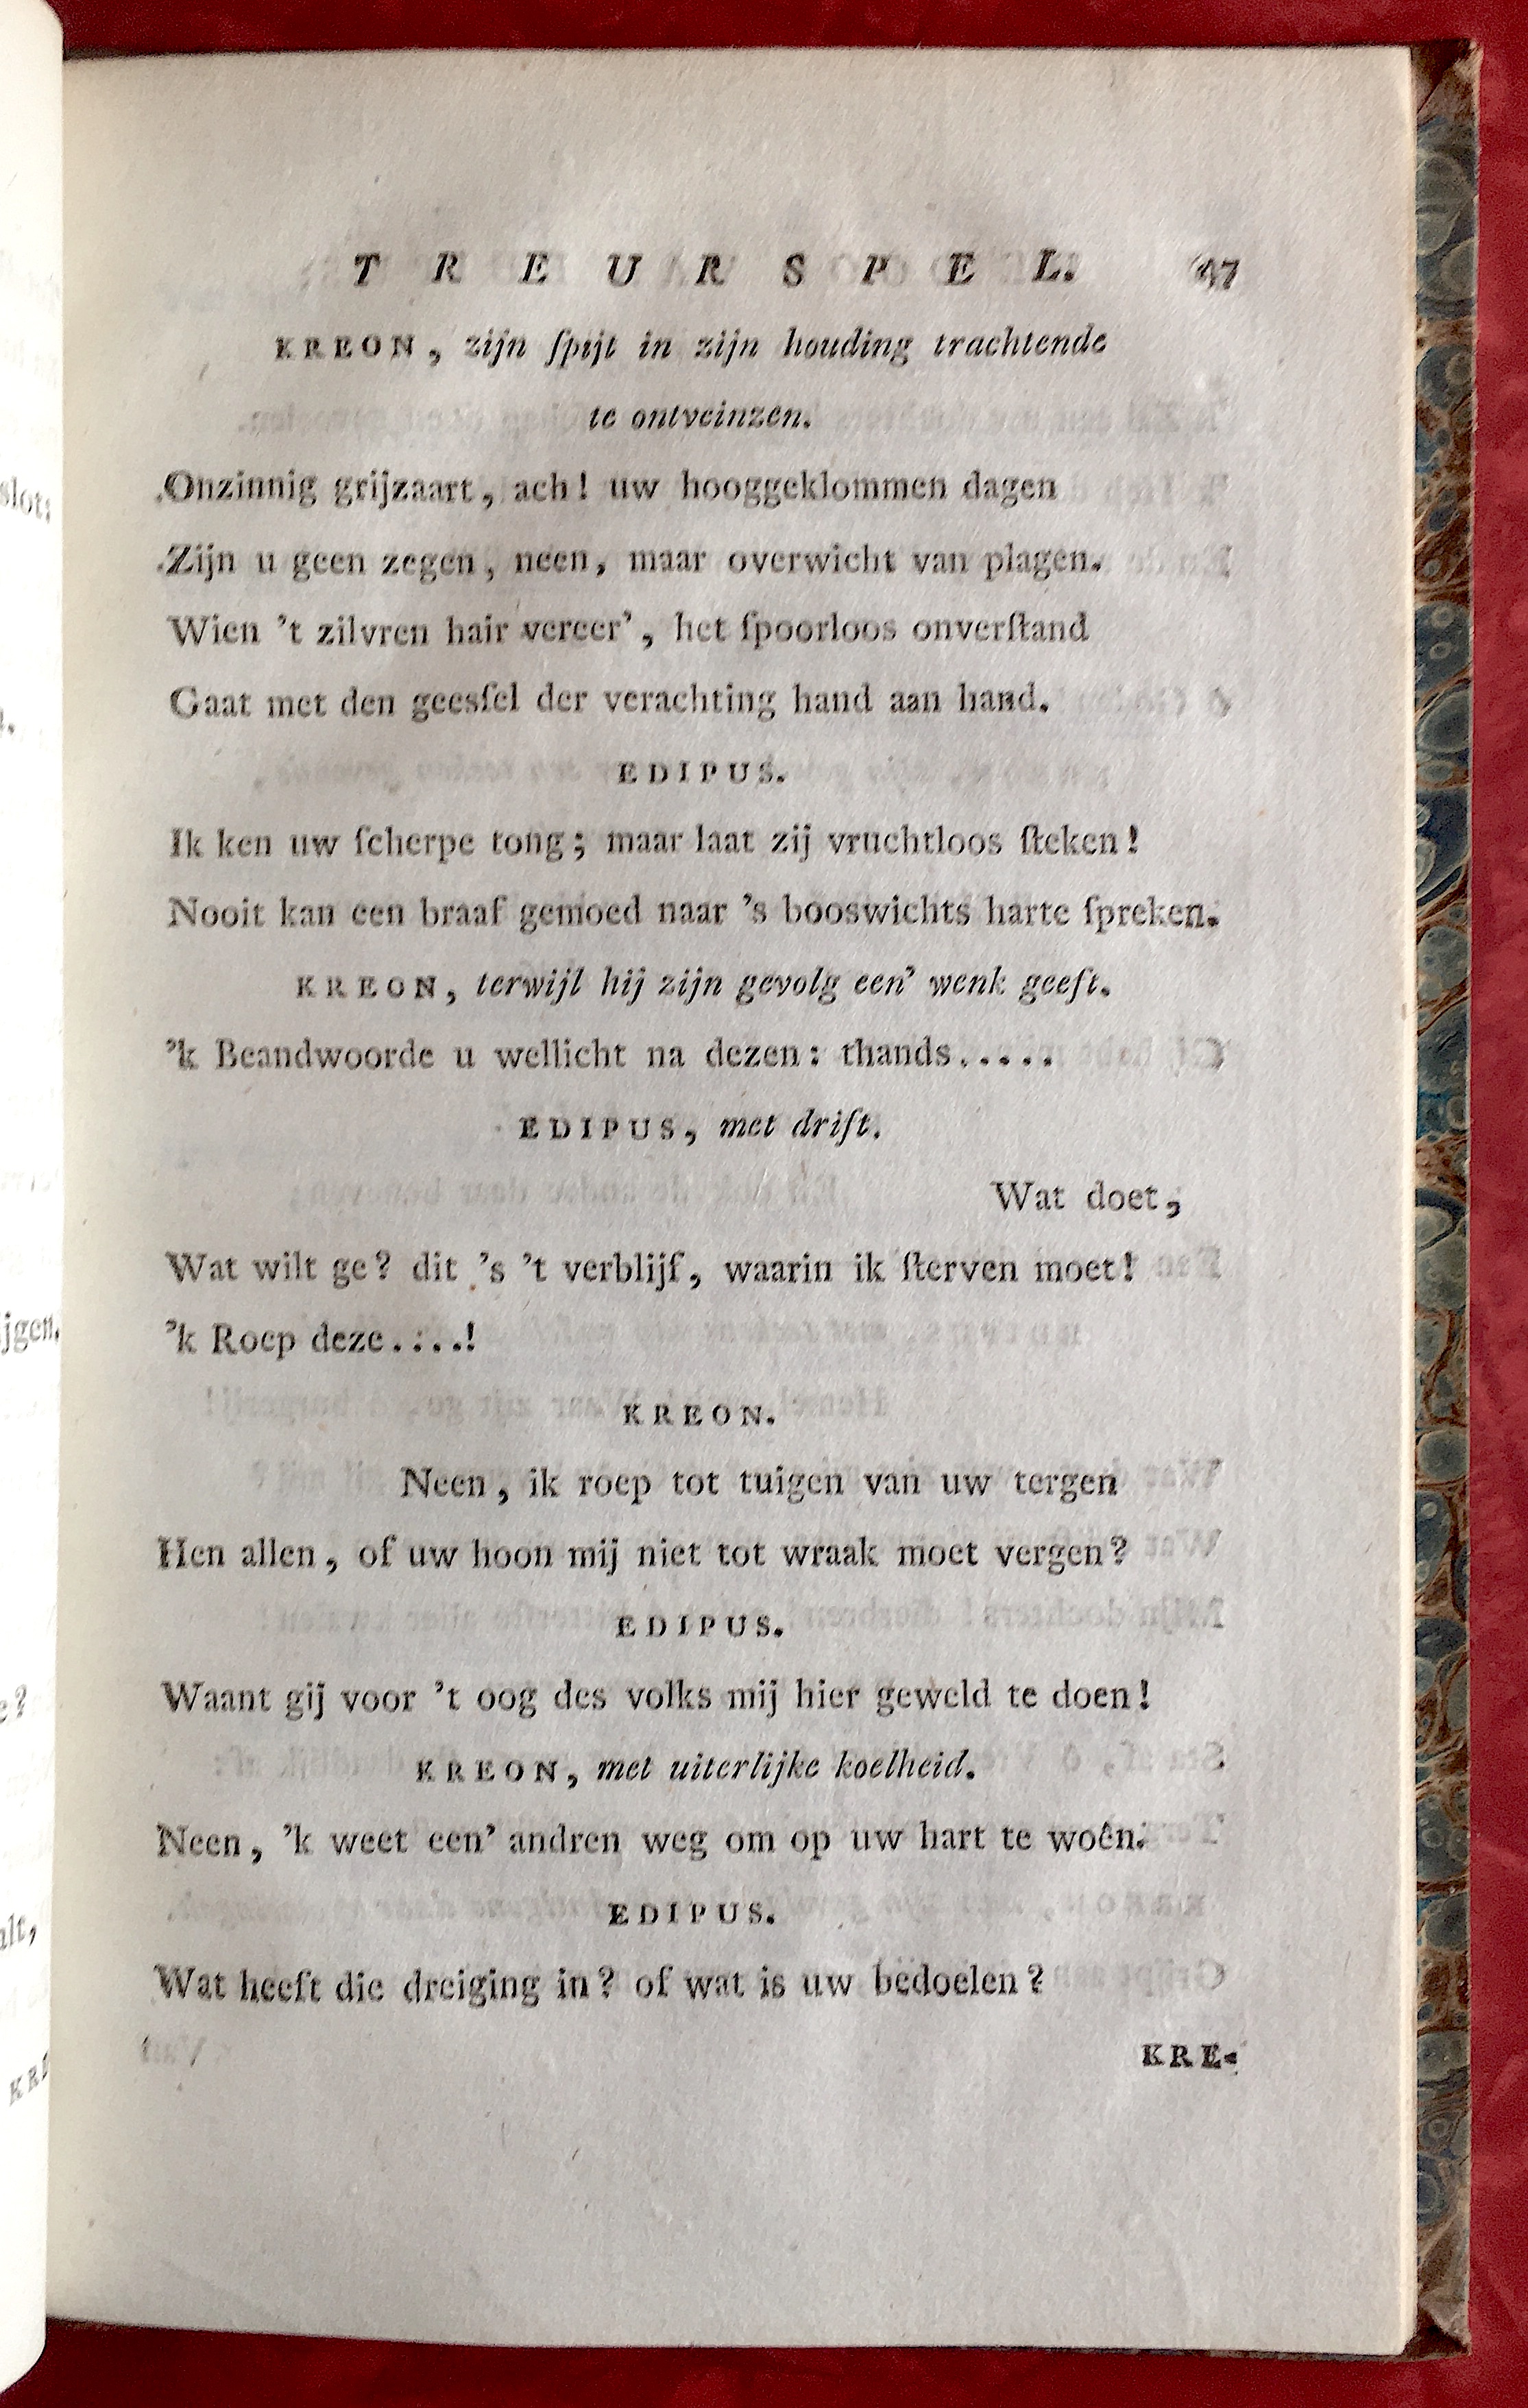 TREURSPEL. 47
KREON, zijn ſpijt in zijn houding trachtende
te ontveinzen.
Onzinnig grijzaart, ach! uw hooggeklommen dagen
Zijn u geen zegen, neen, maar overwicht van plagen.
Wien 't zilvren hair vereer', het ſpoorloos onverſtand
Gaat met den geesſel der verachting hand aan hand.
EDIPUS.
Ik ken uw ſcherpe tong; maar laat zij vruchtloos ſteken!
Nooit kan een braaf gemoed naar 's booswichts harte ſpreken.
KREON, terwijl hij zijn gevolg een' wenk geeft.
'k Beandwoorde u wellicht na dezen: thands.....
EDIPUS, met drift.
Wat doet,
Wat wilt ge? dit 's 't verblijf, waarin ik ſterven moet!
'k Roep deze.....!
KREON.
Neen, ik roep tot tuigen van uw tergen
Hen allen, of uw hoon mij niet tot wraak moet vergen?
EDIPUS.
Waant gij voor 't oog des volks mij hier geweld te doen!
KREON, met uiterlijke koelheid.
Neen, 'k weet een' andren weg om op uw hart te woên.
EDIPUS.
Wat heeft die dreiging in? of wat is uw bedoelen?
KRE-